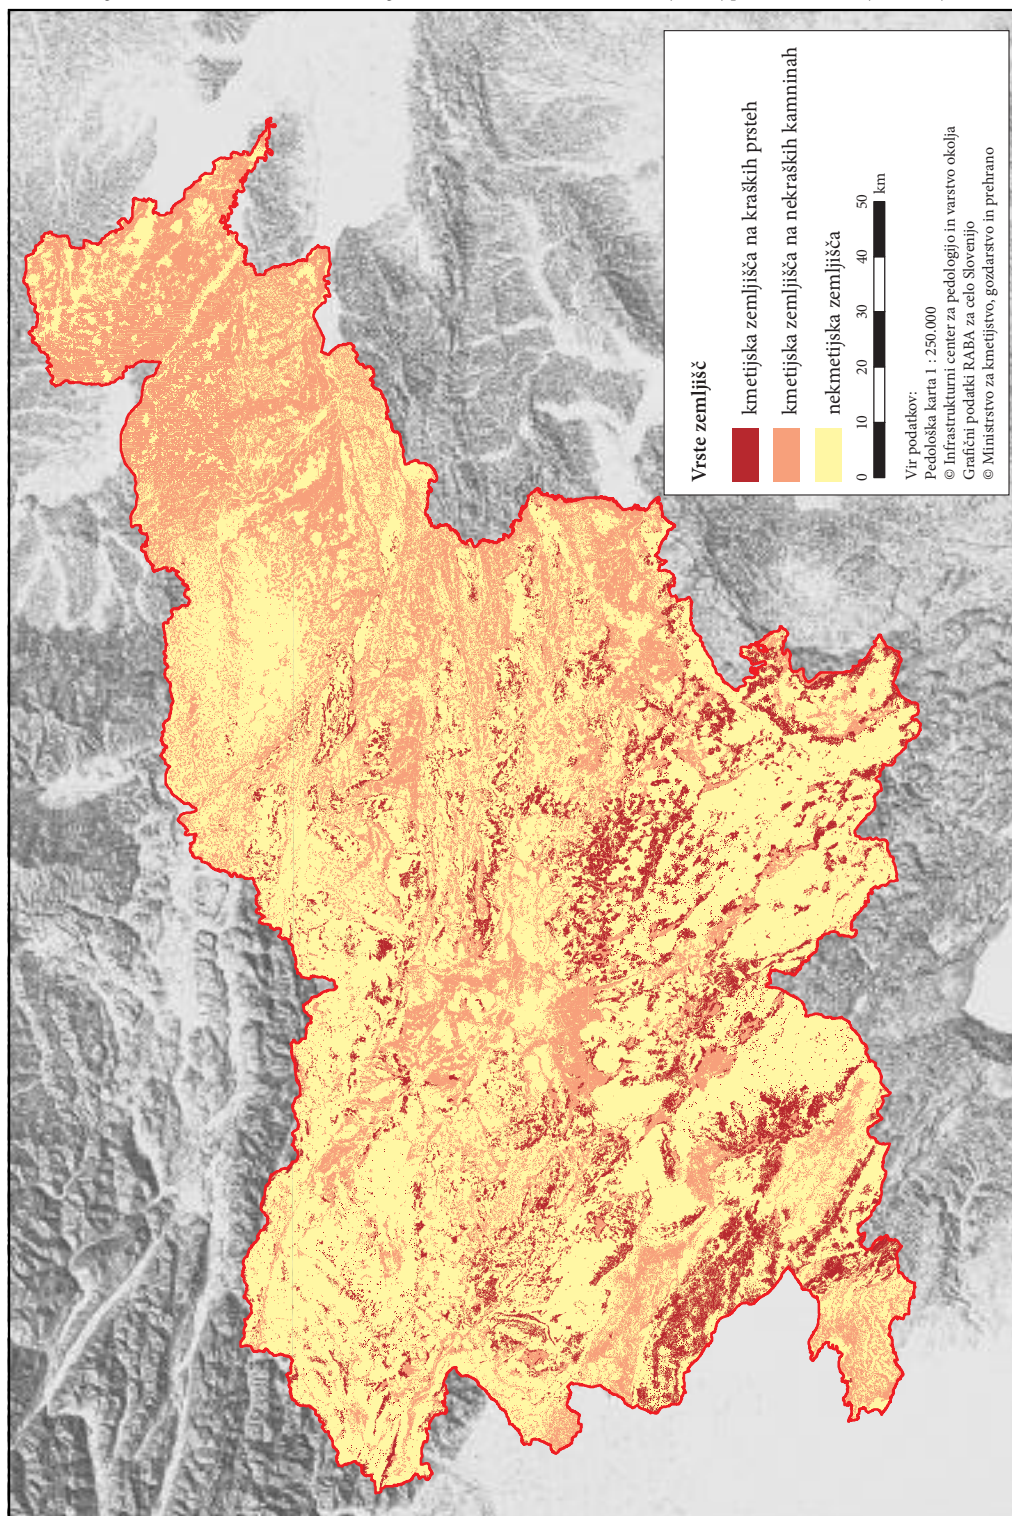 Vrste zemljišč
kmetijska zemljišča na kraških prsteh
kmetijska zemljišča na nekraških kamninah
nekmetijska zemljišča
0 10 20 30 40 50
km
Vir podatkov:
Pedološka karta 1 : 250.000
© Infrastrukturni center za pedologijo in varstvo okolja
Grafični podatki RABA za celo Slovenijo
© Ministrstvo za kmetijstvo, gozdarstvo in prehrano